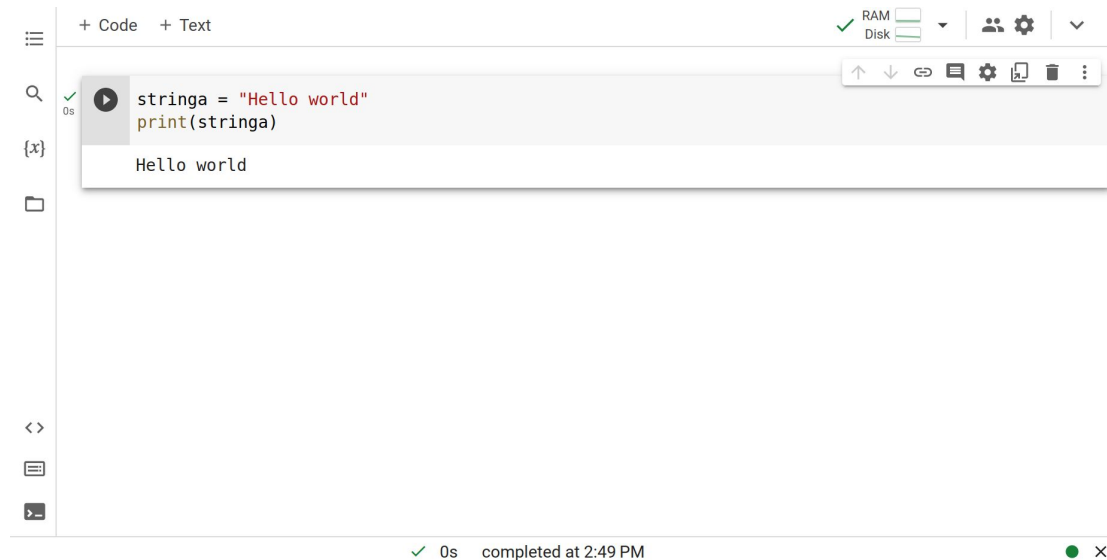 + Code + Text
RAM
Disk
0s
stringa = "Hello world"
print(stringa)
{x}
Hello world
0s completed at 2:49 PM